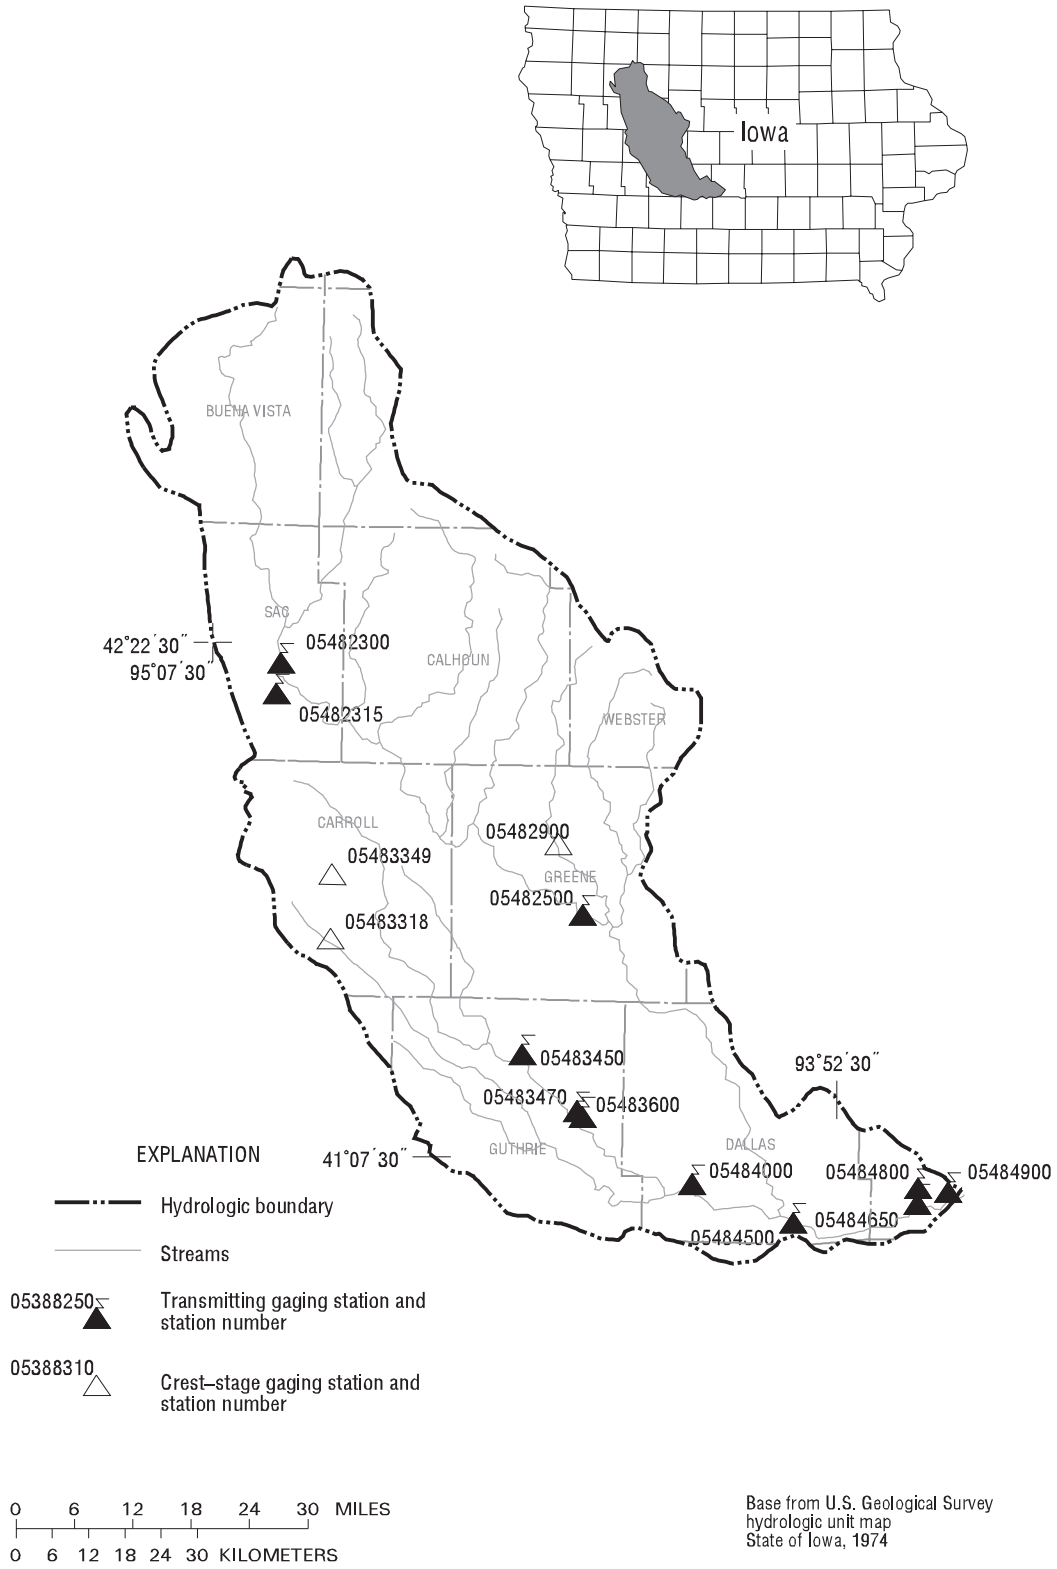 Iowa
BUENA VISTA
SAC
42°22'30"
95°07'30"
05482300
CALHOUN
05482315
WEBSTER
CARROLL
05482900
05483349
GREENE
05482500
05483318
05483450
93°52'30"
05483470
05483600
41°07'30"
GUTHRIE
DALLAS
05484000
05484800
05484900
05484650
05484500
EXPLANATION
Hydrologic boundary
Streams
05388250
Transmitting gaging station and
station number
05388310
Crest–stage gaging station and
station number
0 6 12 18 24 30 MILES
0 6 12 18 24 30 KILOMETERS
Base from U.S. Geological Survey
hydrologic unit map
State of Iowa, 1974